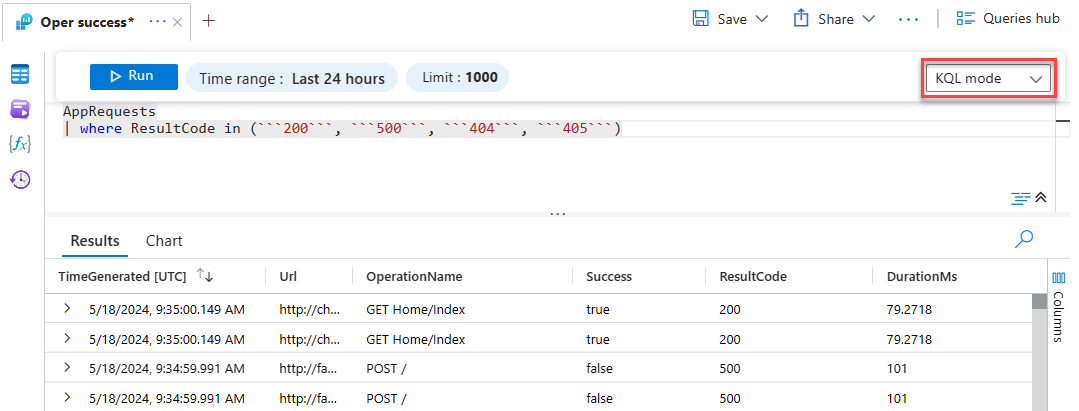 Oper success* ··· × +
Save Share ··· Queries hub
Run Time range : Last 24 hours Limit : 1000 KQL mode
AppRequests
| where ResultCode in (```200```, ```500```, ```404```, ```405```)
Results Chart
TimeGenerated [UTC] ↑↓ Url OperationName Success ResultCode DurationMs
> 5/18/2024, 9:35:00.149 AM http://ch... GET Home/Index true 200 79.2718
> 5/18/2024, 9:35:00.149 AM http://ch... GET Home/Index true 200 79.2718
> 5/18/2024, 9:34:59.991 AM http://fa... POST / false 500 101
> 5/18/2024, 9:34:59.991 AM http://fa... POST / false 500 101
Columns